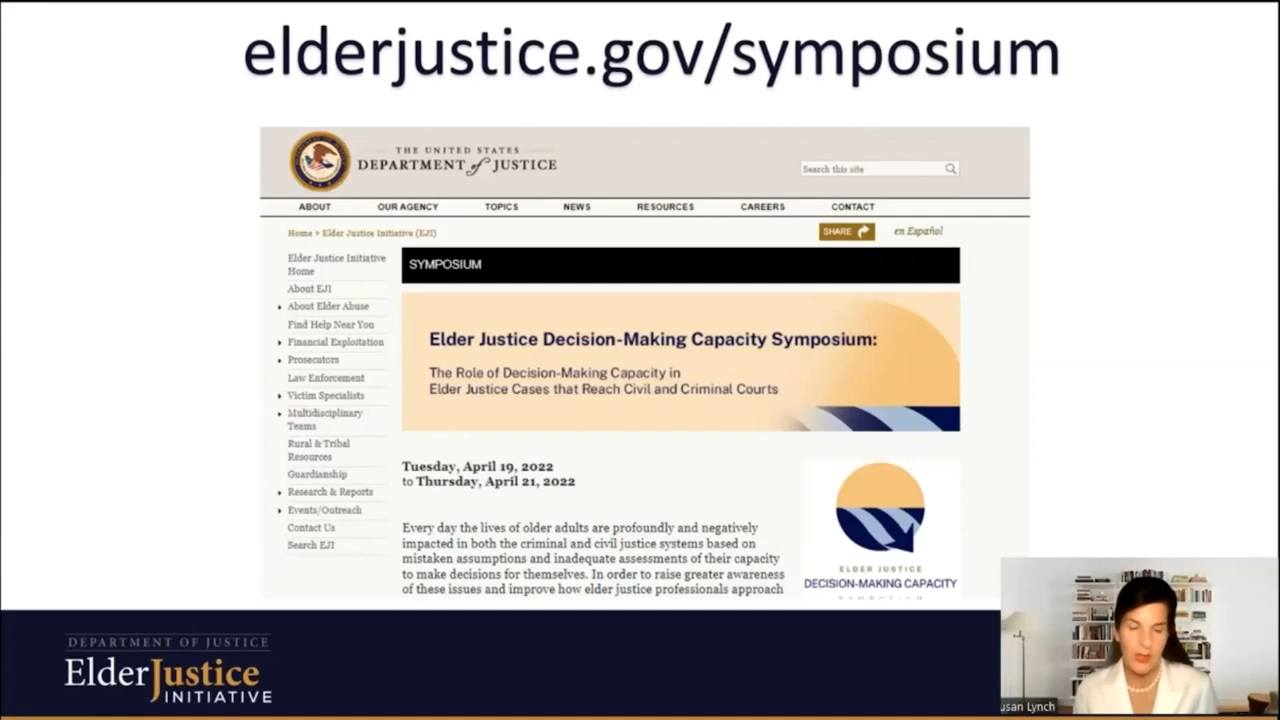 elderjustice.gov/symposium
THE UNITED STATES
DEPARTMENT of JUSTICE
Search this site
ABOUT OUR AGENCY TOPICS NEWS RESOURCES CAREERS CONTACT
Home > Elder Justice Initiative (EJI)
SHARE en Español
Elder Justice Initiative
Home
About EJI
About Elder Abuse
Find Help Near You
Financial Exploitation
Prosecutors
Law Enforcement
Victim Specialists
Multidisciplinary
Teams
Rural & Tribal
Resources
Guardianship
Research & Reports
Events/Outreach
Contact Us
Search EJI
SYMPOSIUM
Elder Justice Decision-Making Capacity Symposium:
The Role of Decision-Making Capacity in
Elder Justice Cases that Reach Civil and Criminal Courts
Tuesday, April 19, 2022
to Thursday, April 21, 2022
Every day the lives of older adults are profoundly and negatively
impacted in both the criminal and civil justice systems based on
mistaken assumptions and inadequate assessments of their capacity
to make decisions for themselves. In order to raise greater awareness
of these issues and improve how elder justice professionals approach
ELDER JUSTICE
DECISION-MAKING CAPACITY
DEPARTMENT OF JUSTICE
Elder Justice
INITIATIVE
usan Lynch